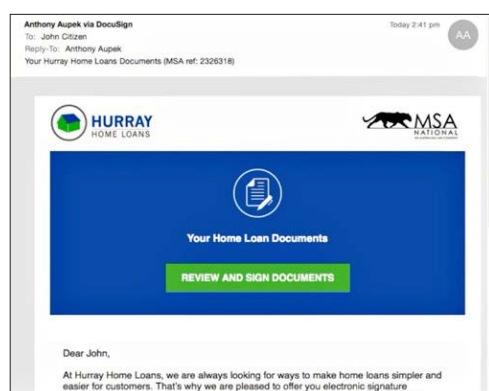 Anthony Aupek via DocuSign
Today 2:41 pm
AA
To: John Citizen
Reply-To: Anthony Aupek
Your Hurray Home Loans Documents (MSA ref: 2326318)
HURRAY
HOME LOANS
MSA
NATIONAL
Your Home Loan Documents
REVIEW AND SIGN DOCUMENTS
Dear John,
At Hurray Home Loans, we are always looking for ways to make home loans simpler and
easier for customers. That's why we are pleased to offer you electronic signature